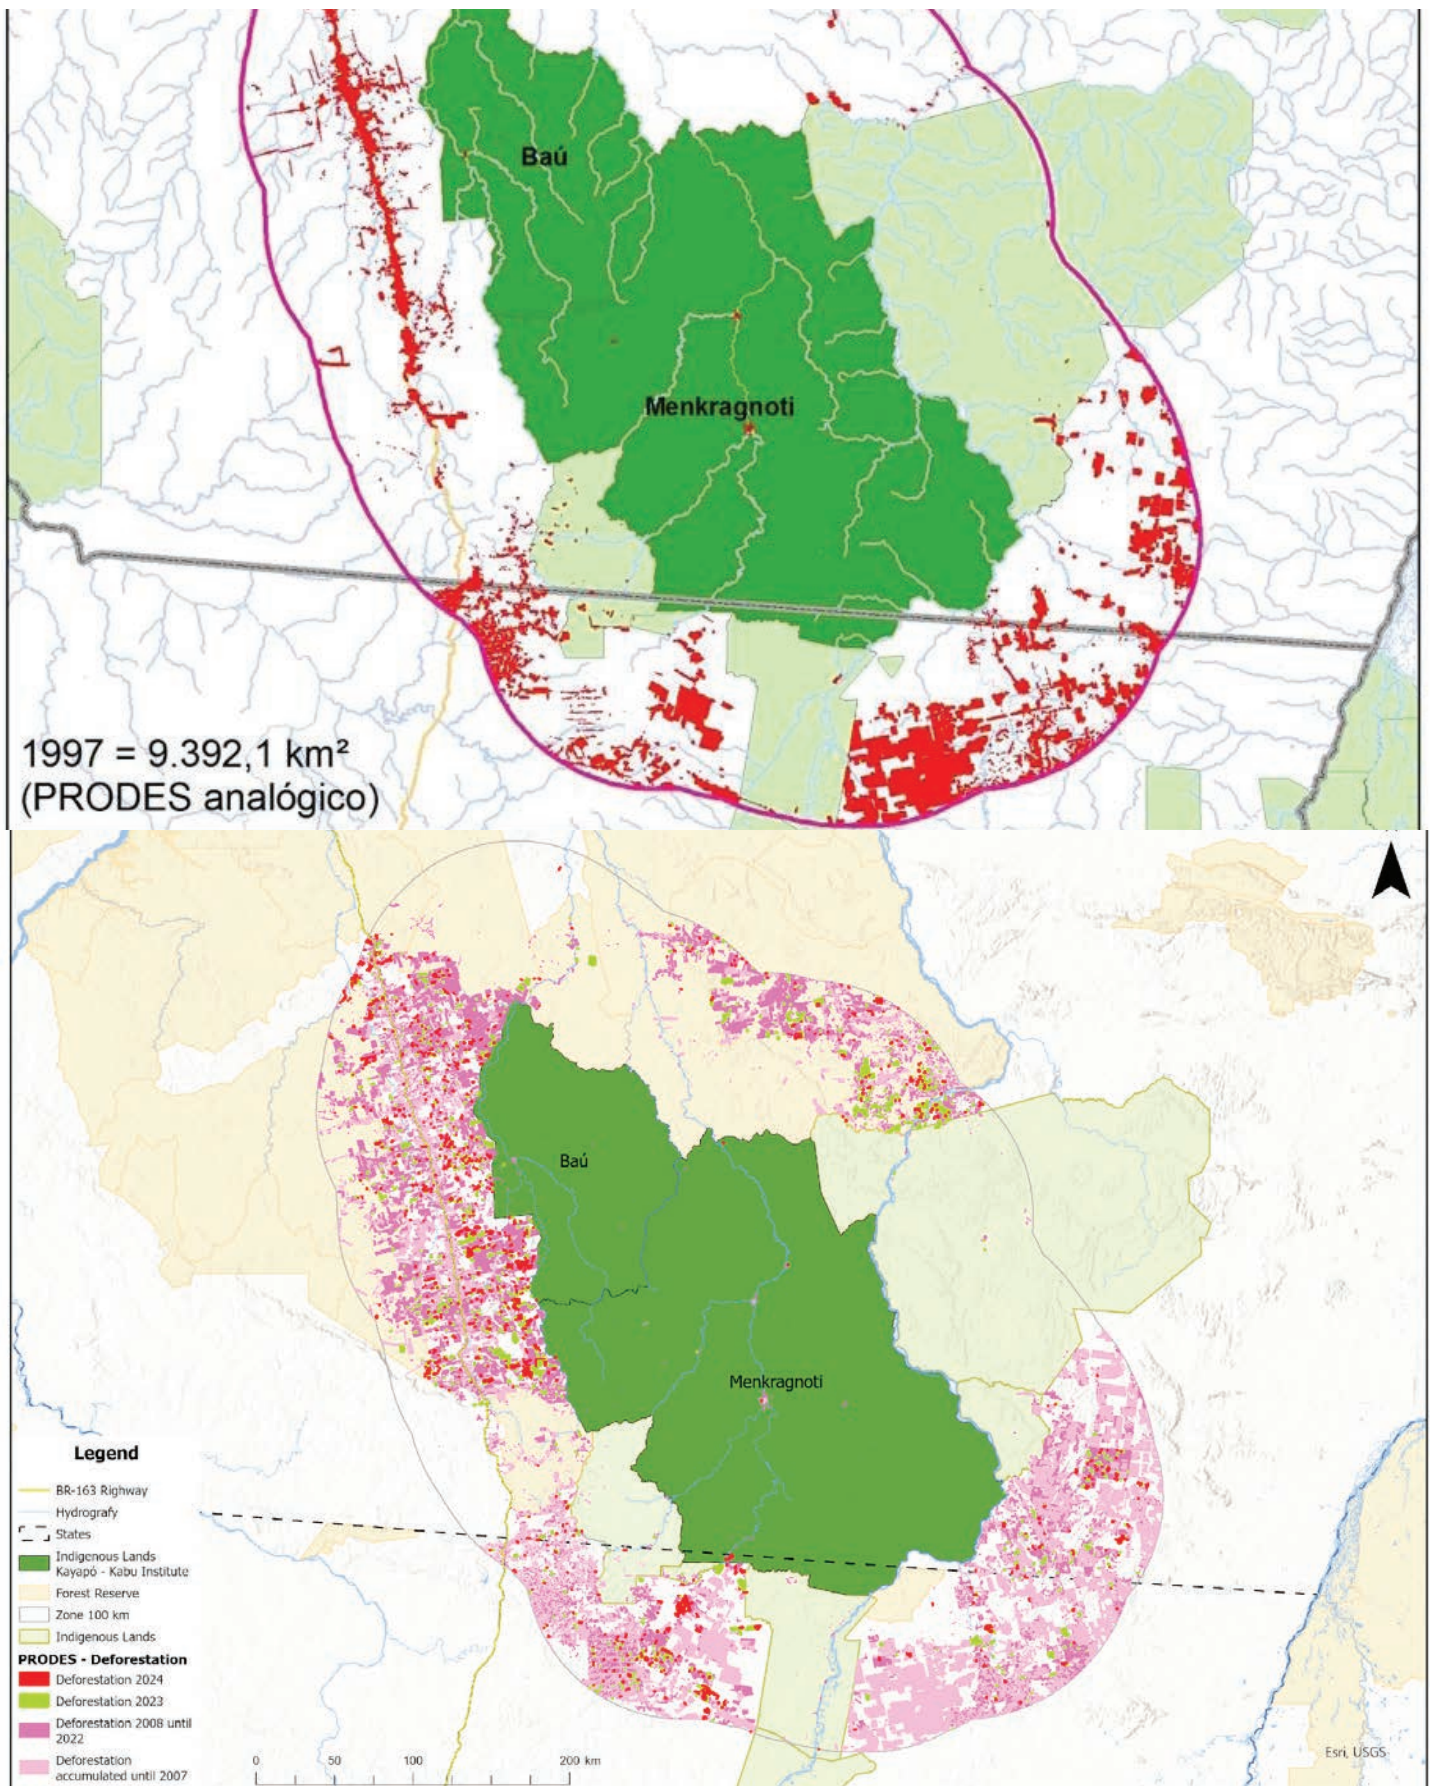 Baú
Menkragnoti
1997 = 9.392,1 km²
(PRODES analógico)
Baú
Menkragnoti
Legend
BR-163 Righway
Hydrografy
States
Indigenous Lands
Kayapó - Kabu Institute
Forest Reserve
Zone 100 km
Indigenous Lands
PRODES - Deforestation
Deforestation 2024
Deforestation 2023
Deforestation 2008 until
2022
Deforestation
accumulated until 2007
0 50 100 200 km
Esri, USGS